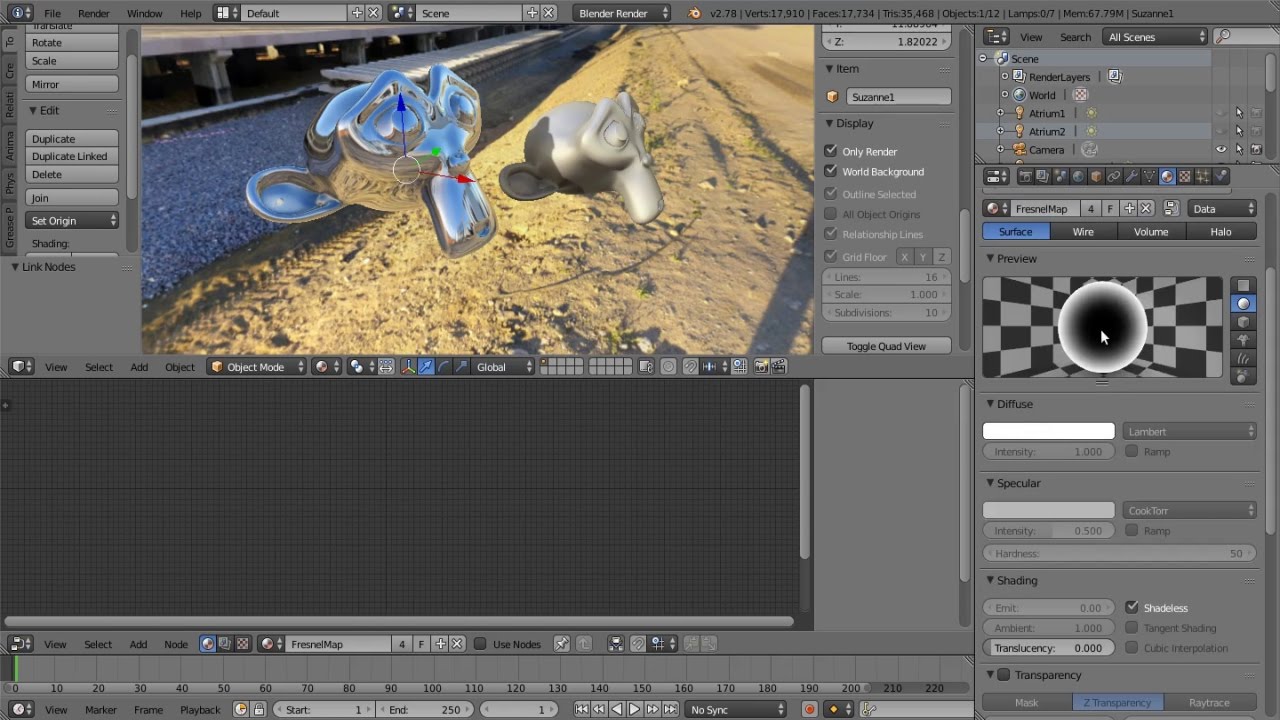 File Render Window Help Default Scene Blender Render v2.78 | Verts:17,910 | Faces:17,734 | Tris:35,468 | Objects:1/12 | Lamps:0/7 | Mem:67.79M | Suzanne1
Translate
Rotate
Scale
Mirror
Edit
Duplicate
Duplicate Linked
Delete
Join
Set Origin
Shading:
Link Nodes
To
Cre
Relati
Anima
Phys
Grease P
Z: 1.82022
Item
Suzanne1
Display
Only Render
World Background
Outline Selected
All Object Origins
Relationship Lines
Grid Floor X Y Z
Lines: 16
Scale: 1.000
Subdivisions: 10
Toggle Quad View
View Select Add Object Object Mode Global
View Search All Scenes
Scene
RenderLayers
World
Atrium1
Atrium2
Camera
FresnelMap 4 F Data
Surface Wire Volume Halo
Preview
Diffuse
Lambert
Intensity: 1.000 Ramp
Specular
CookTorr
Intensity: 0.500 Ramp
Hardness: 50
Shading
Emit: 0.00 Shadeless
Ambient: 1.000 Tangent Shading
Translucency: 0.000 Cubic Interpolation
Transparency
Mask Z Transparency Raytrace
View Select Add Node FresnelMap 4 F Use Nodes
0 10 20 30 40 50 60 70 80 90 100 110 120 130 140 150 160 170 180 190 200 210 220
View Marker Frame Playback Start: 1 End: 250 1 No Sync